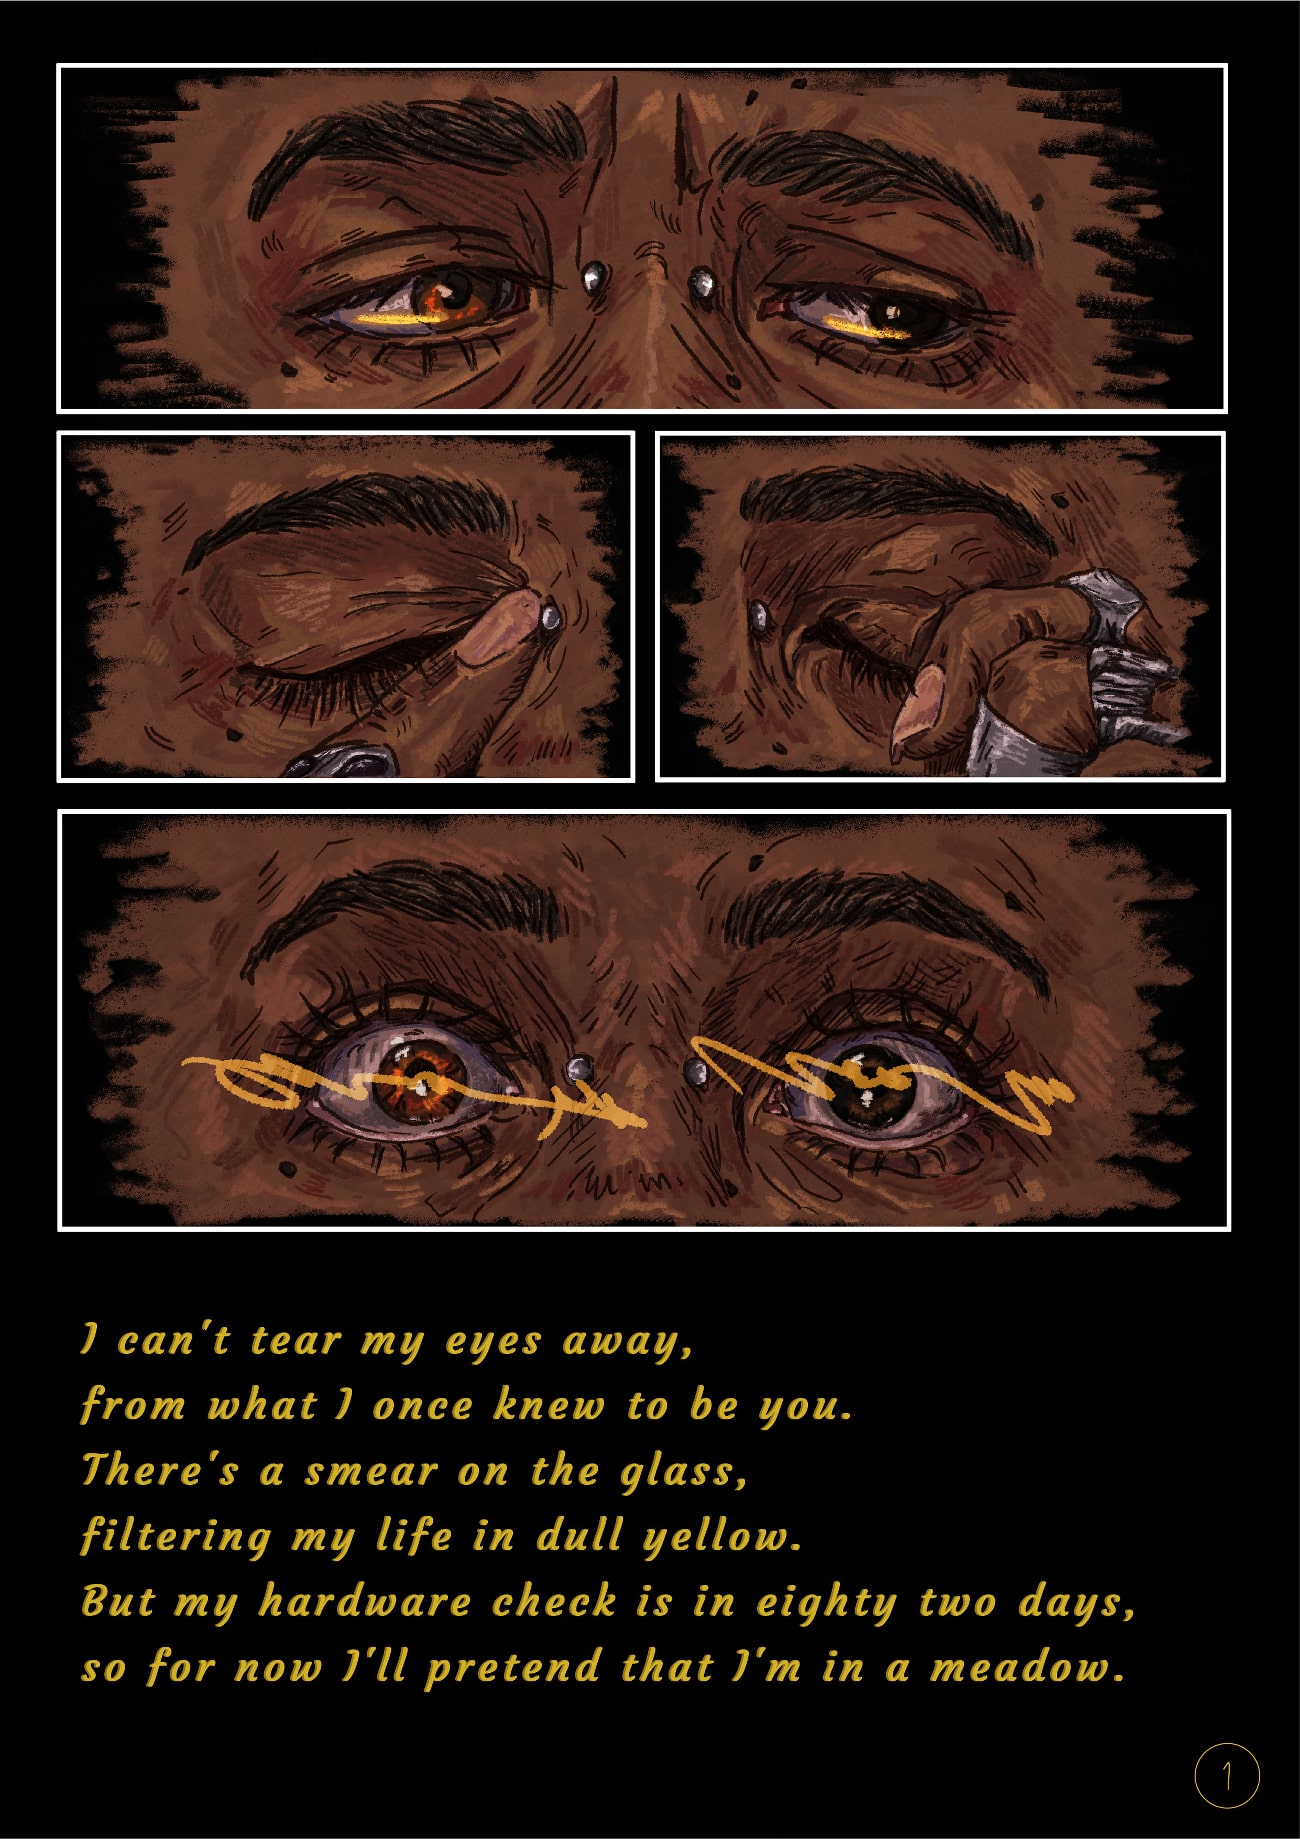 I can't tear my eyes away,
from what I once knew to be you.
There's a smear on the glass,
filtering my life in dull yellow.
But my hardware check is in eighty two days,
so for now I'll pretend that I'm in a meadow.
1